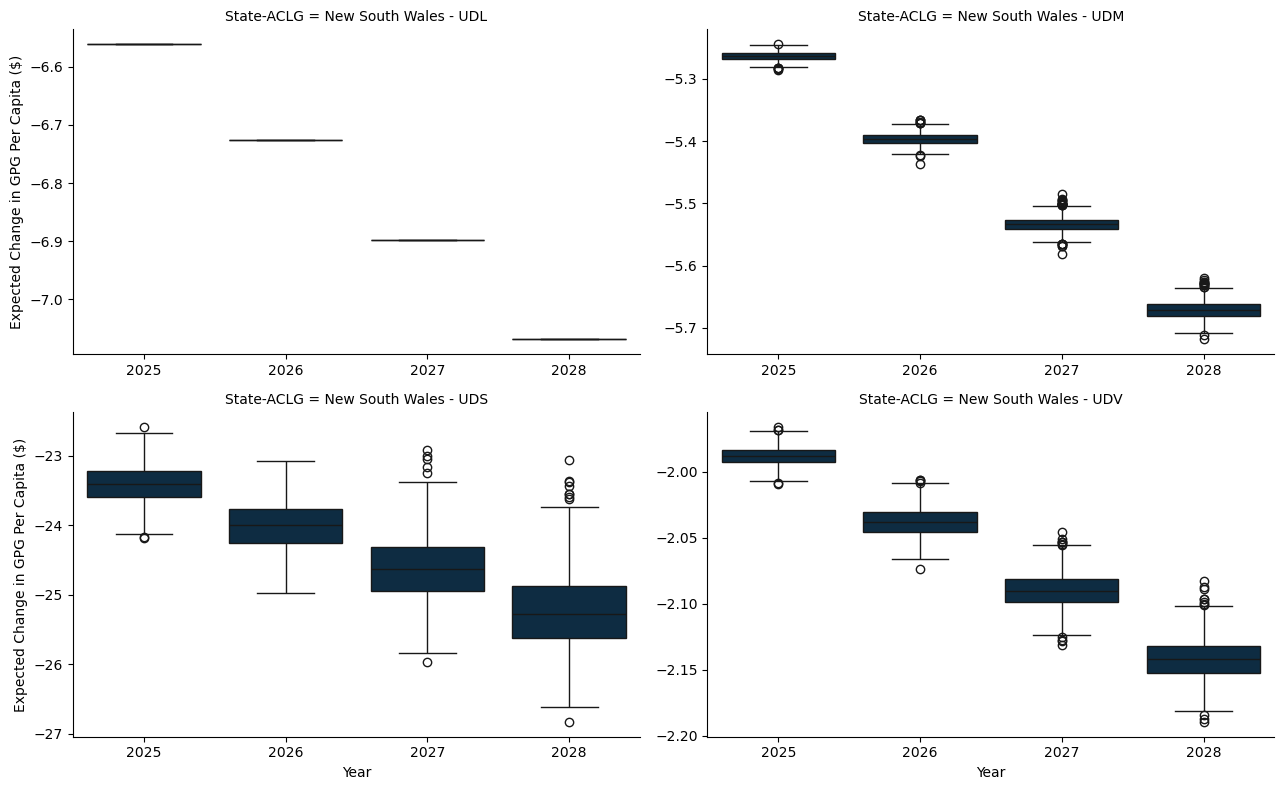 State-ACLG = New South Wales - UDL
Expected Change in GPG Per Capita ($)
−6.6
−6.7
−6.8
−6.9
−7.0
2025 2026 2027 2028
State-ACLG = New South Wales - UDM
−5.3
−5.4
−5.5
−5.6
−5.7
2025 2026 2027 2028
State-ACLG = New South Wales - UDS
Expected Change in GPG Per Capita ($)
−23
−24
−25
−26
−27
2025 2026 2027 2028
Year
State-ACLG = New South Wales - UDV
−2.00
−2.05
−2.10
−2.15
−2.20
2025 2026 2027 2028
Year